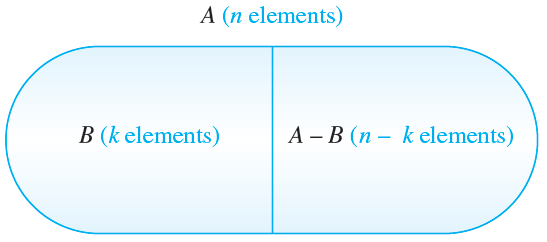 A (n elements)
B (k elements)
A – B (n – k elements)